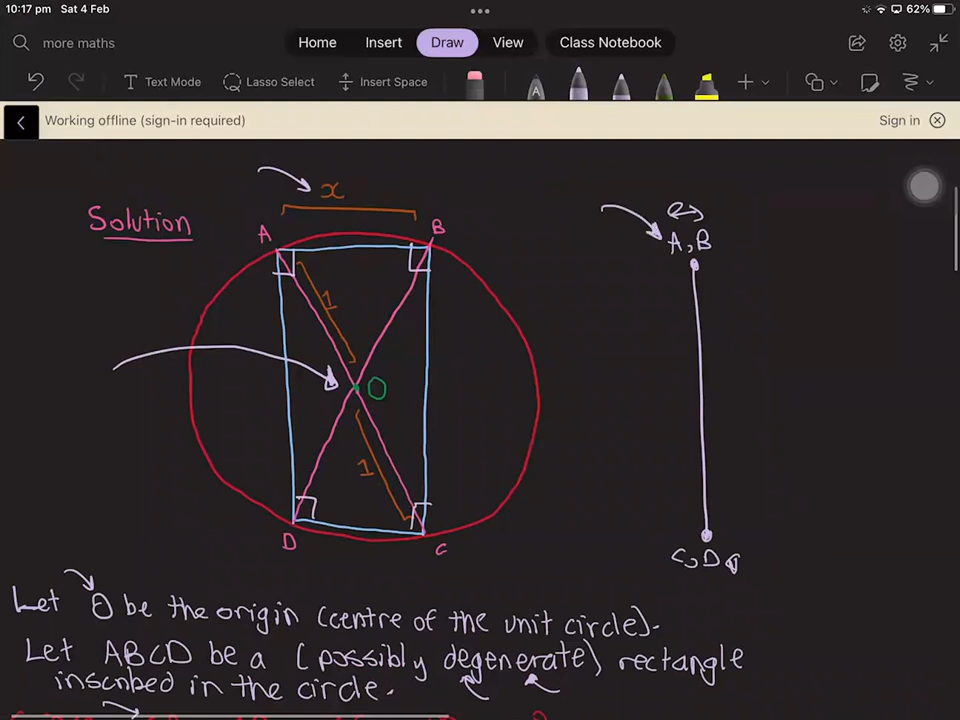 10:17 pm Sat 4 Feb
62%
more maths
Home Insert Draw View Class Notebook
Text Mode Lasso Select Insert Space
A
Working offline (sign-in required)
Sign in
x
Solution
A
B
A,B
1
O
1
D
C
C,D
Let O be the origin (centre of the unit circle).
Let ABCD be a (possibly degenerate) rectangle
inscribed in the circle.